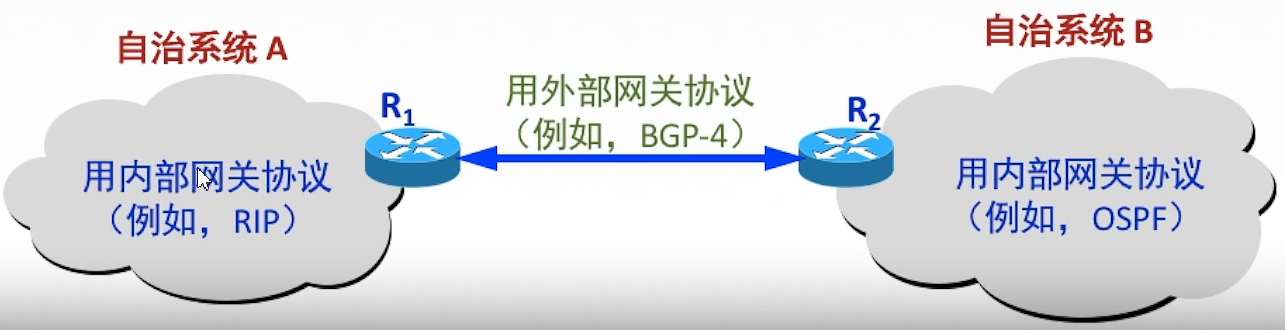 自治系统 A
自治系统 B
用外部网关协议
（例如，BGP-4）
R1
R2
用内部网关协议
（例如，RIP）
用内部网关协议
（例如，OSPF）